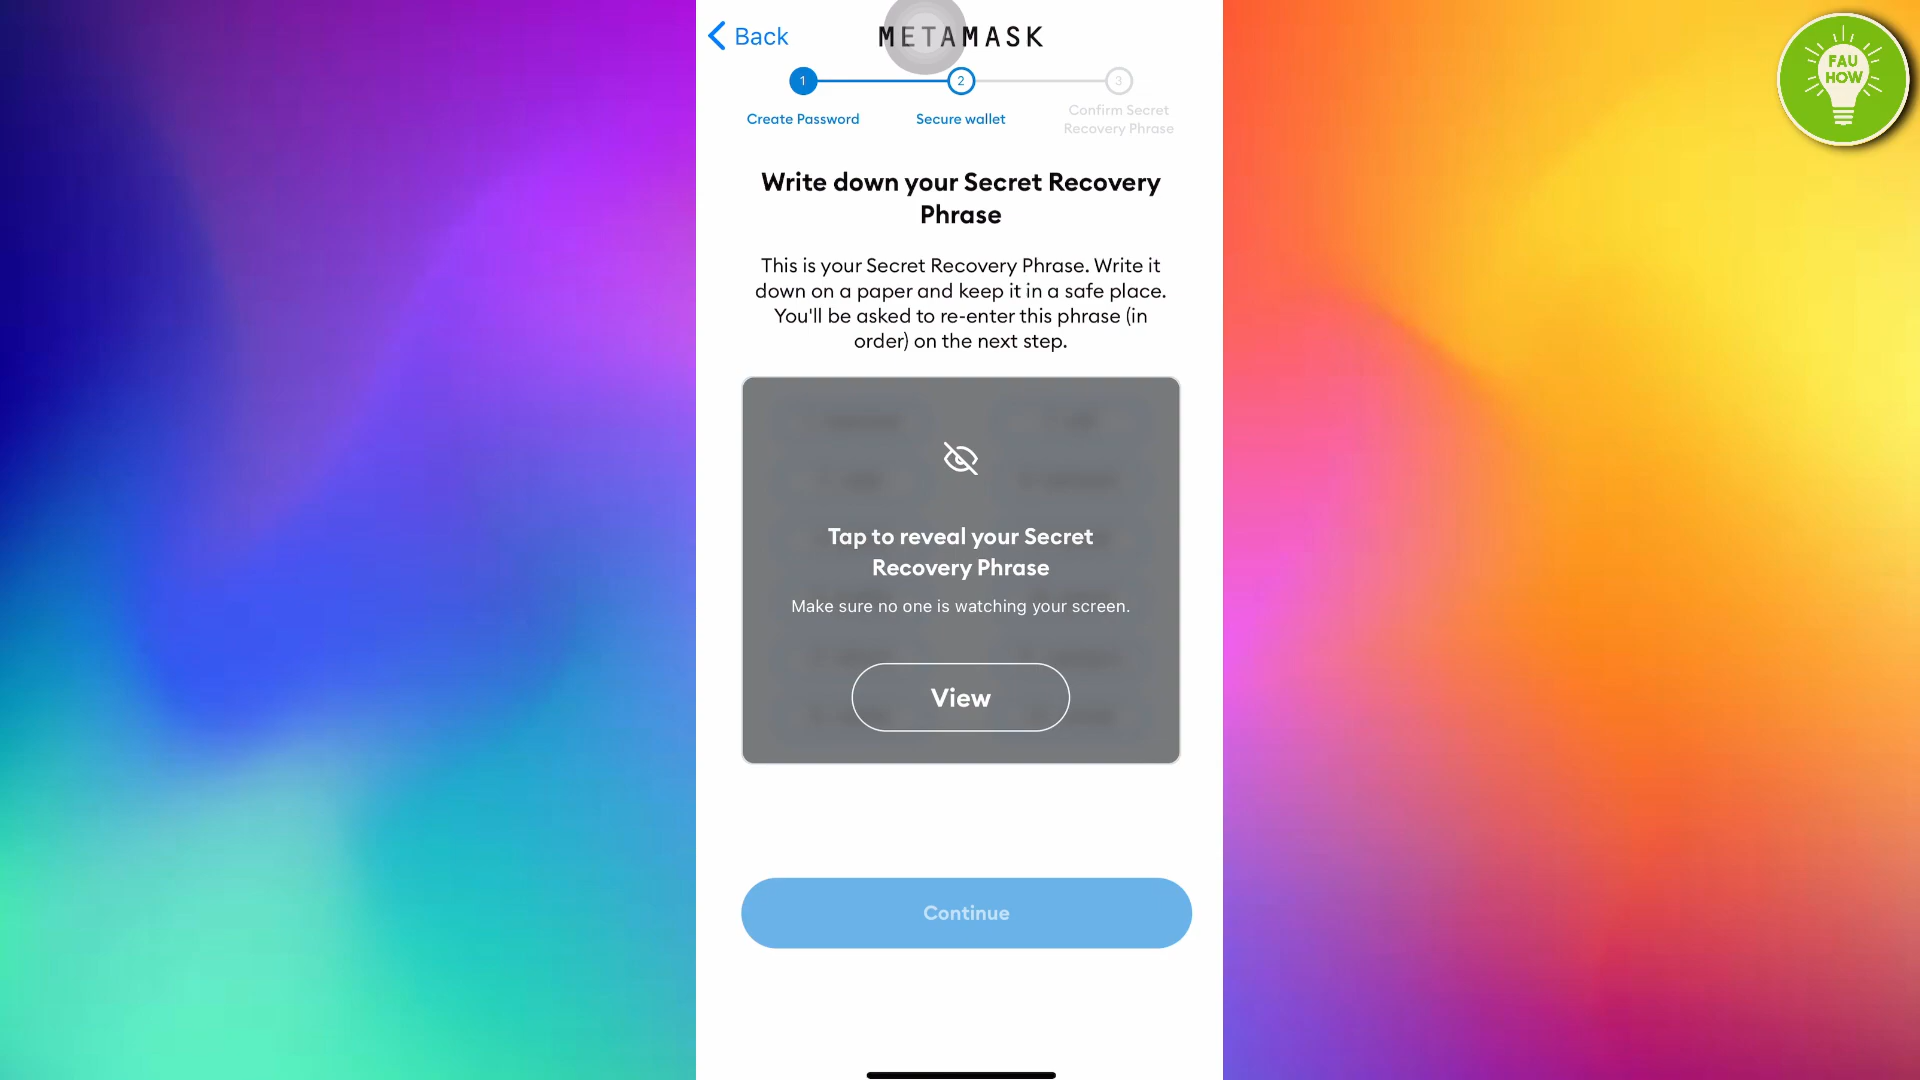 Back
METAMASK
1
2
3
Create Password
Secure wallet
Confirm Secret
Recovery Phrase
Write down your Secret Recovery
Phrase
This is your Secret Recovery Phrase. Write it
down on a paper and keep it in a safe place.
You'll be asked to re-enter this phrase (in
order) on the next step.
Tap to reveal your Secret
Recovery Phrase
Make sure no one is watching your screen.
View
Continue
FAU
HOW